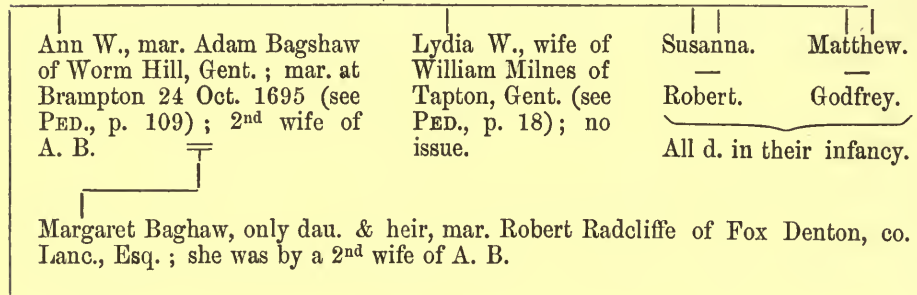 Ann W., mar. Adam Bagshaw
of Worm Hill, Gent. ; mar. at
Brampton 24 Oct. 1695 (see
PED., p. 109) ; 2nd wife of
A. B.
Lydia W., wife of
William Milnes of
Tapton, Gent. (see
PED., p. 18) ; no
issue.
Susanna. Matthew.
Robert. Godfrey.
All d. in their infancy.
Margaret Baghaw, only dau. & heir, mar. Robert Radcliffe of Fox Denton, co.
Lanc., Esq. ; she was by a 2nd wife of A. B.